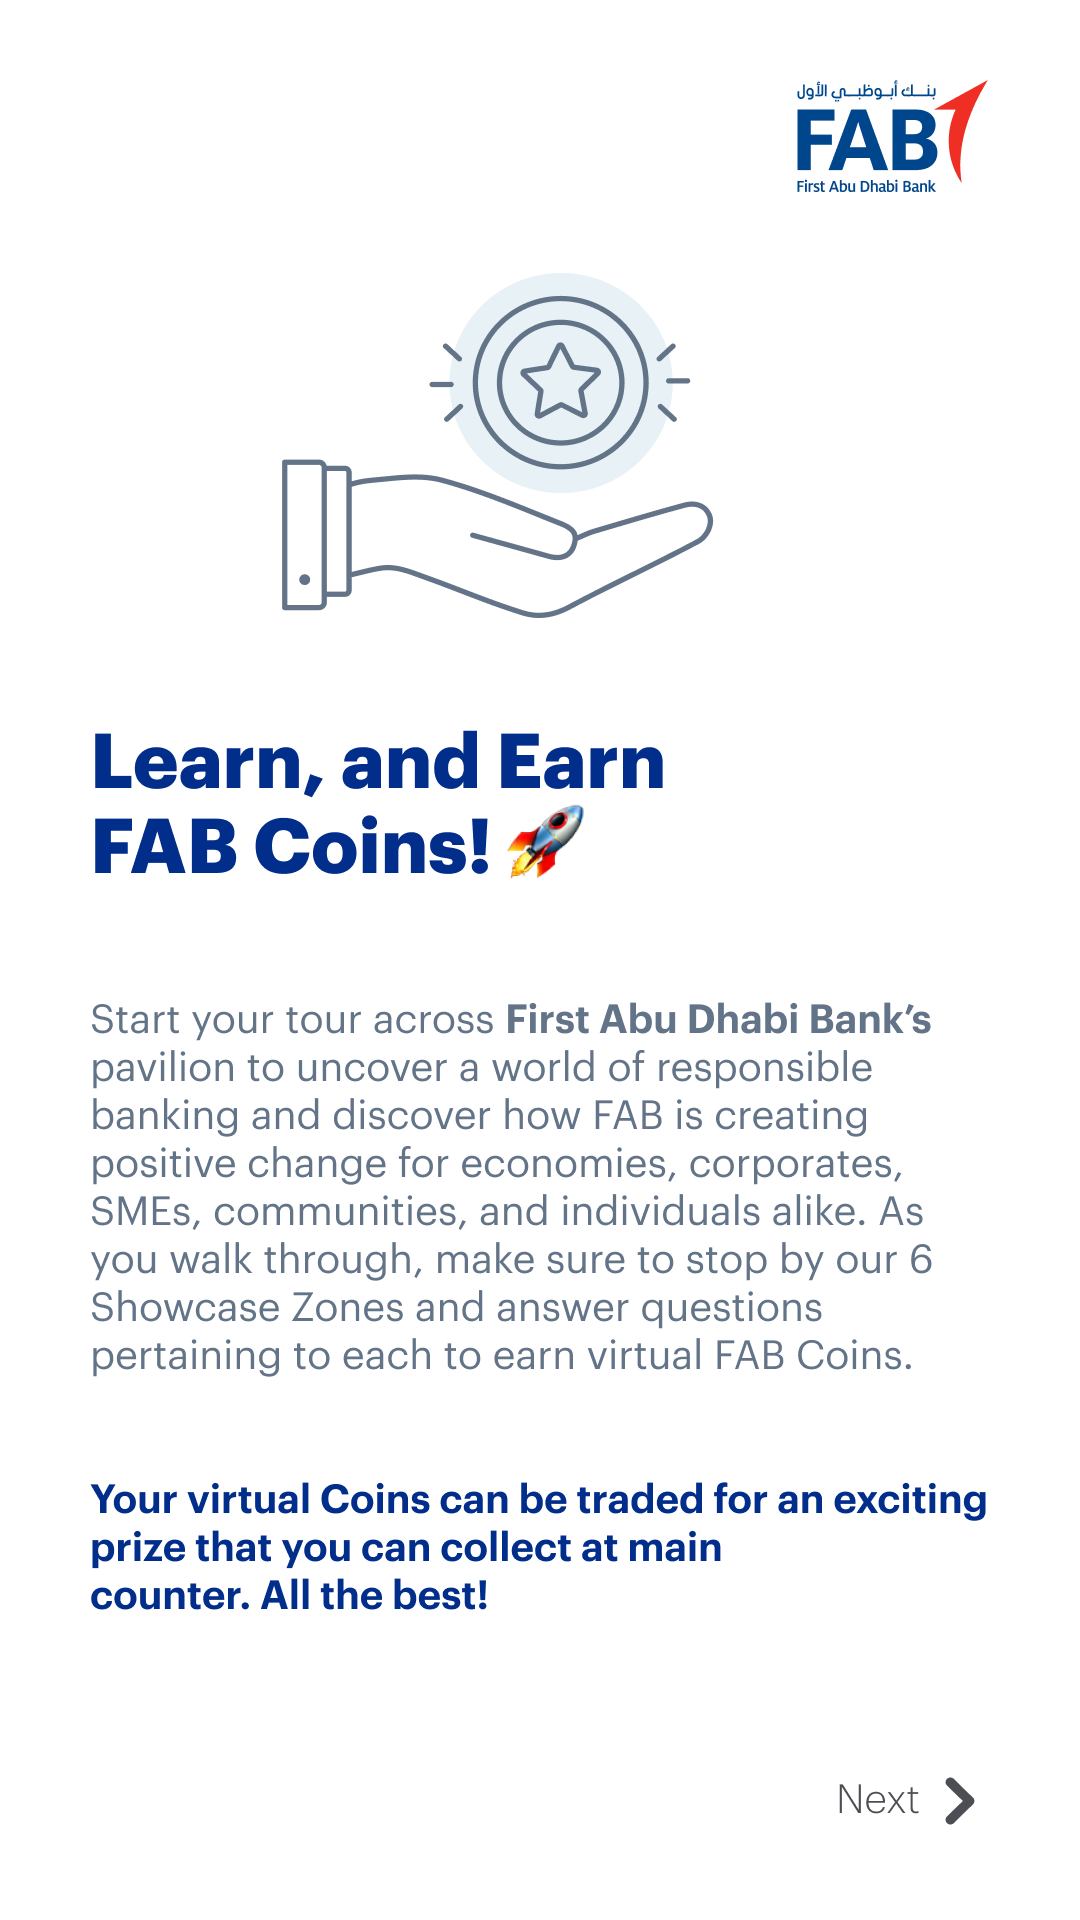 بنـــك أبـوظبـــي الأول
FAB
First Abu Dhabi Bank
Learn, and Earn
FAB Coins! 🚀
Start your tour across First Abu Dhabi Bank’s
pavilion to uncover a world of responsible
banking and discover how FAB is creating
positive change for economies, corporates,
SMEs, communities, and individuals alike. As
you walk through, make sure to stop by our 6
Showcase Zones and answer questions
pertaining to each to earn virtual FAB Coins.
Your virtual Coins can be traded for an exciting
prize that you can collect at main
counter. All the best!
Next